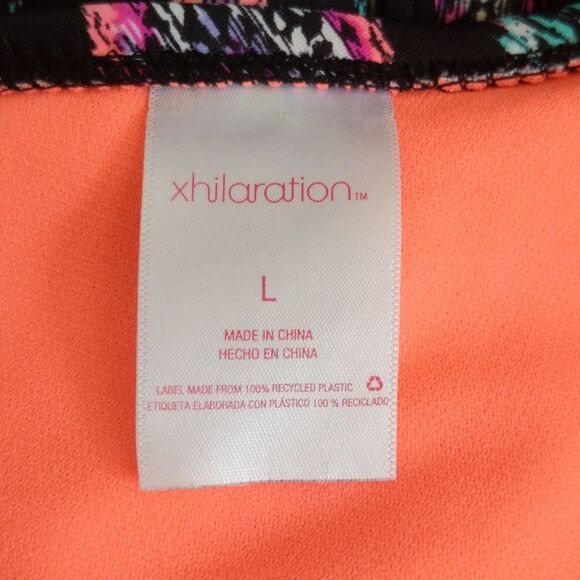 xhilaration™
L
MADE IN CHINA
HECHO EN CHINA
LABEL MADE FROM 100% RECYCLED PLASTIC
ETIQUETA ELABORADA CON PLÁSTICO 100 % RECICLADO